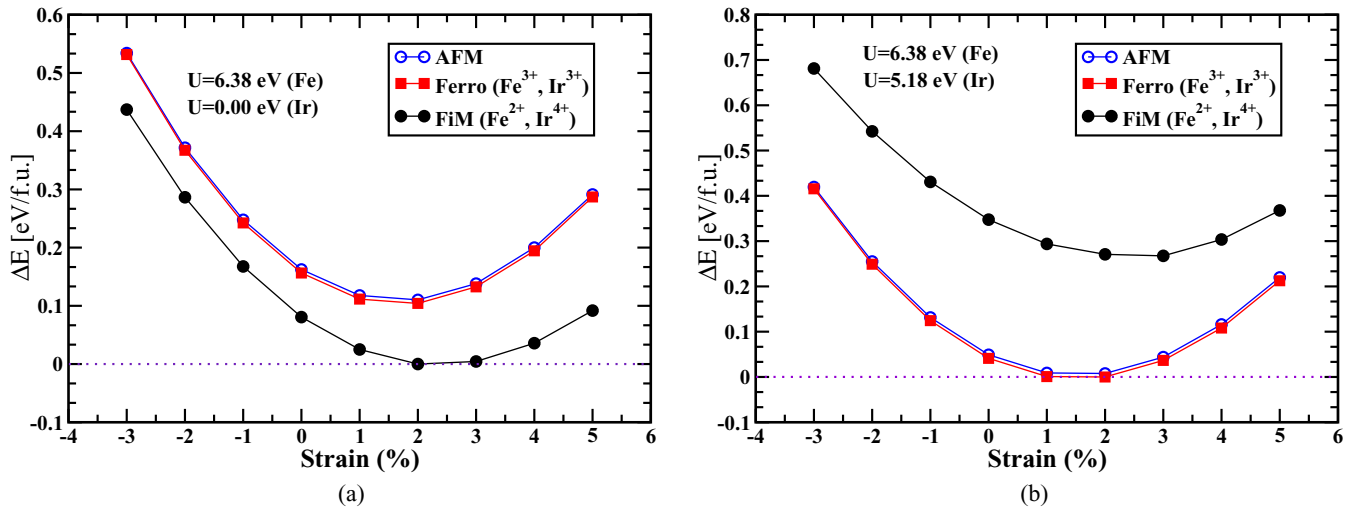 0.6
0.5
0.4
0.3
0.2
0.1
0
-0.1
ΔE [eV/f.u.]
U=6.38 eV (Fe)
U=0.00 eV (Ir)
AFM
Ferro (Fe³⁺, Ir³⁺)
FiM (Fe²⁺, Ir⁴⁺)
-4 -3 -2 -1 0 1 2 3 4 5 6
Strain (%)
(a)
0.8
0.7
0.6
0.5
0.4
0.3
0.2
0.1
0
-0.1
ΔE [eV/f.u.]
U=6.38 eV (Fe)
U=5.18 eV (Ir)
AFM
Ferro (Fe³⁺, Ir³⁺)
FiM (Fe²⁺, Ir⁴⁺)
-4 -3 -2 -1 0 1 2 3 4 5 6
Strain (%)
(b)